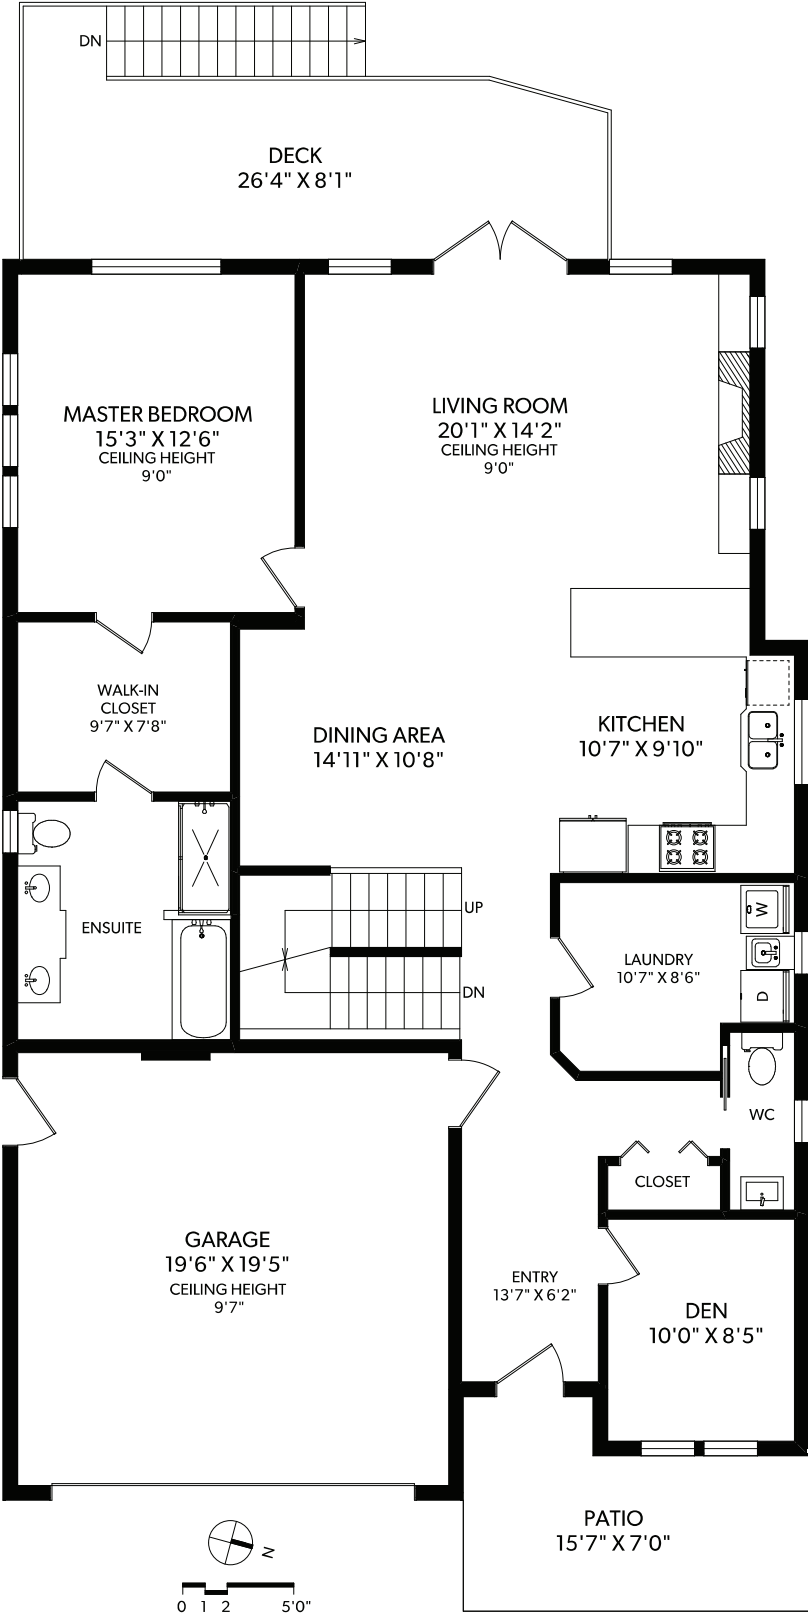 DN
DECK
26'4" X 8'1"
MASTER BEDROOM
15'3" X 12'6"
CEILING HEIGHT
9'0"
LIVING ROOM
20'1" X 14'2"
CEILING HEIGHT
9'0"
WALK-IN
CLOSET
9'7" X 7'8"
DINING AREA
14'11" X 10'8"
KITCHEN
10'7" X 9'10"
ENSUITE
UP
DN
W
LAUNDRY
10'7" X 8'6"
D
WC
CLOSET
GARAGE
19'6" X 19'5"
CEILING HEIGHT
9'7"
ENTRY
13'7" X 6'2"
DEN
10'0" X 8'5"
PATIO
15'7" X 7'0"
N
0 1 2 5'0"